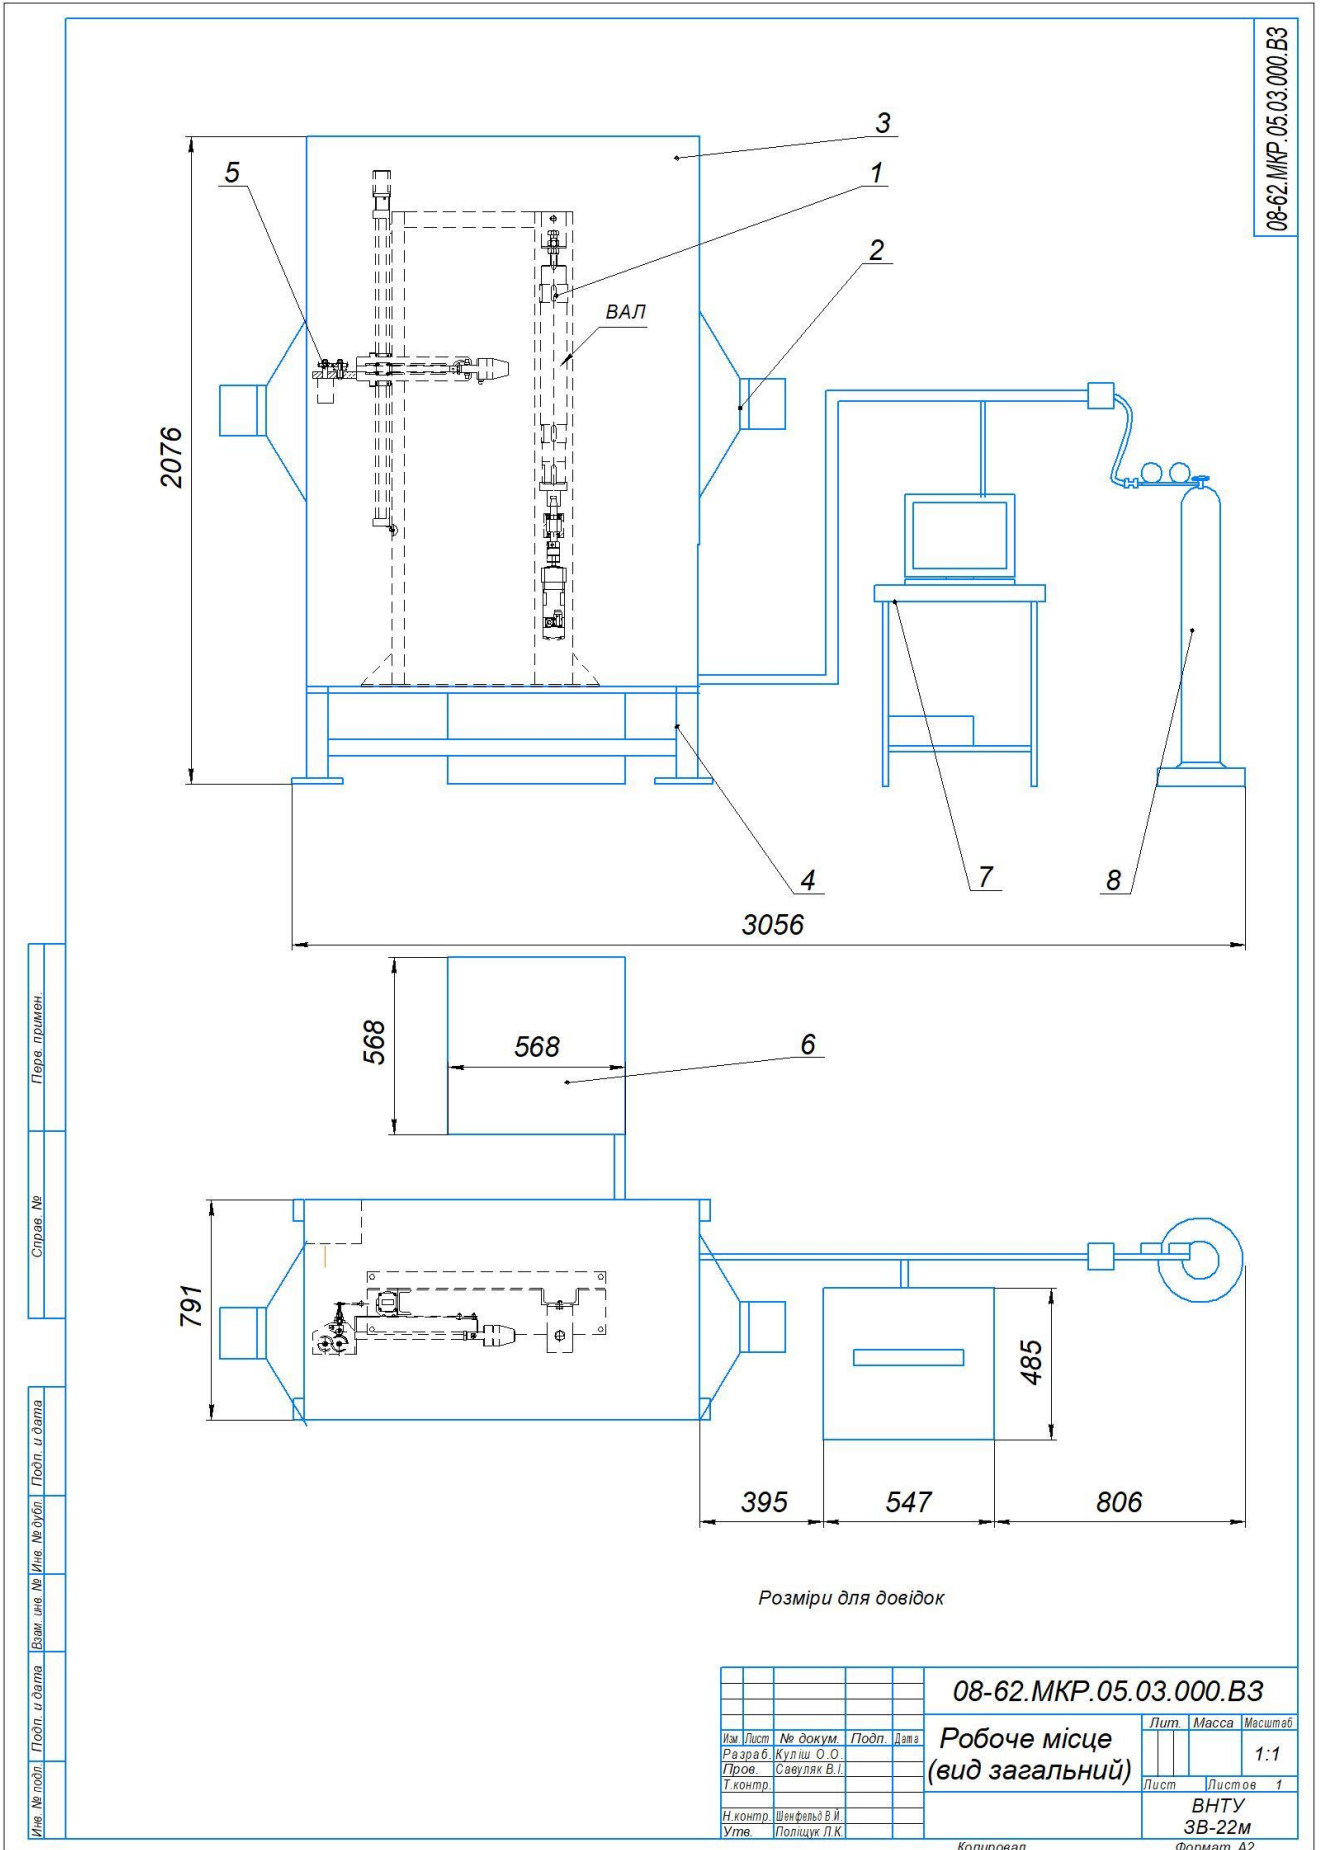 08-62.МКР.05.03.000.ВЗ
3
5
1
2
ВАЛ
2076
4
7
8
3056
568
568
6
791
485
395
547
806
Розміри для довідок
Перв. примен.
Справ. №
Подп. и дата
Инв. № дубл.
Взам. инв. №
Подп. и дата
Инв. № подл.
08-62.МКР.05.03.000.ВЗ
Изм. Лист № докум. Подп. Дата
Разраб. Куліш О.О.
Пров. Савуляк В.І.
Т.контр.
Н.контр. Шенфельд В.Й.
Утв. Поліщук Л.К.
Робоче місце
(вид загальний)
Лит. Масса Масштаб
1:1
Лист Листов 1
ВНТУ
ЗВ-22м
Копировал Формат А2